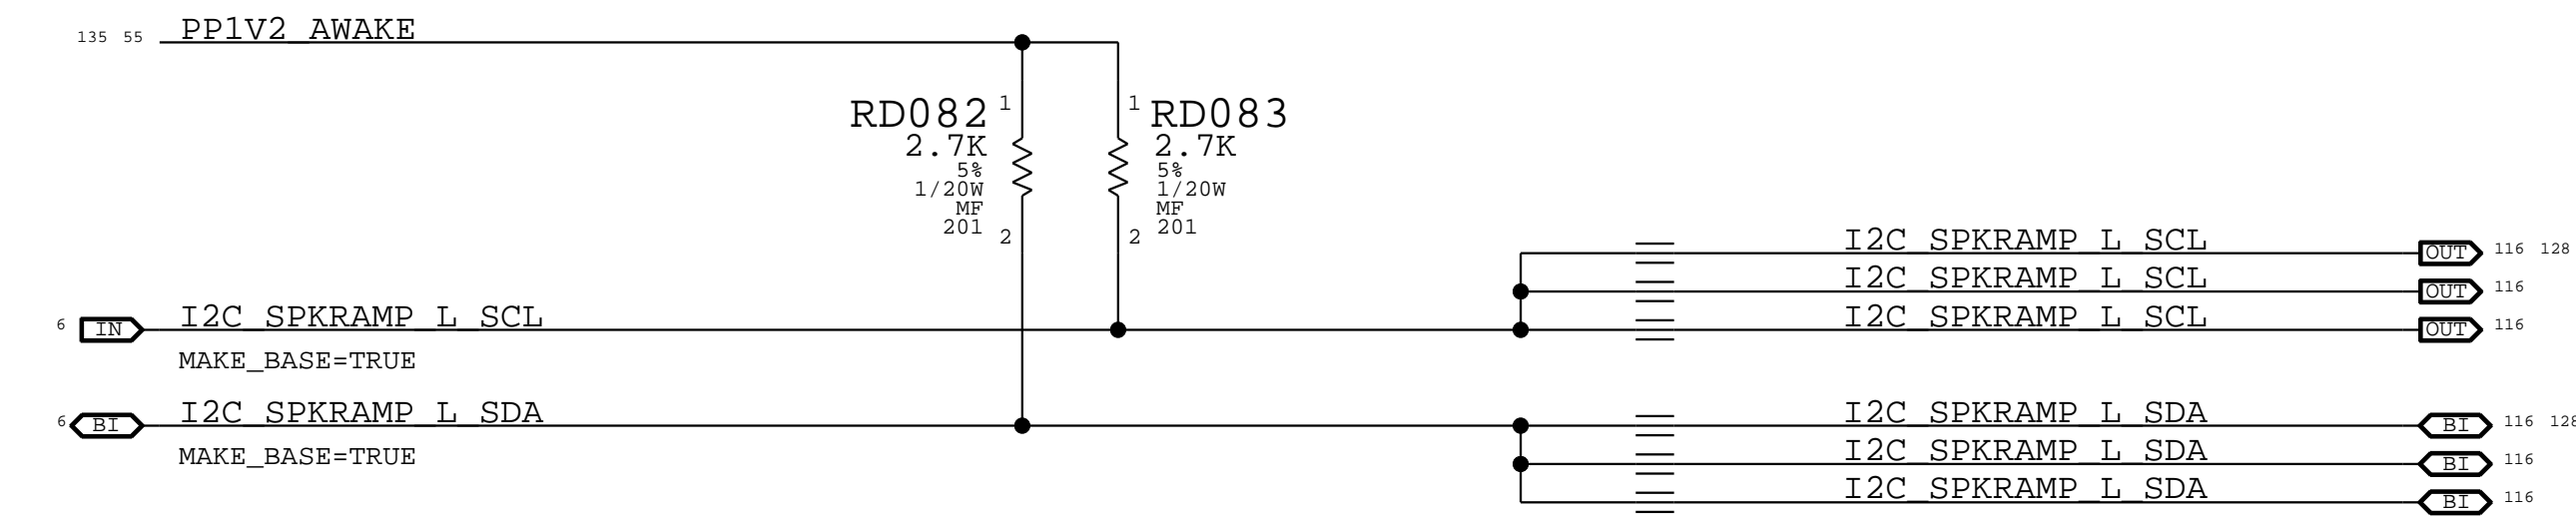 135 55 PP1V2_AWAKE
RD082 1
2.7K
5%
1/20W
MF
201
2
1 RD083
2.7K
5%
1/20W
MF
201
2
I2C_SPKRAMP_L_SCL OUT 116 128
I2C_SPKRAMP_L_SCL OUT 116
6 IN I2C_SPKRAMP_L_SCL I2C_SPKRAMP_L_SCL OUT 116
MAKE_BASE=TRUE
6 BI I2C_SPKRAMP_L_SDA I2C_SPKRAMP_L_SDA BI 116 128
MAKE_BASE=TRUE
I2C_SPKRAMP_L_SDA BI 116
I2C_SPKRAMP_L_SDA BI 116